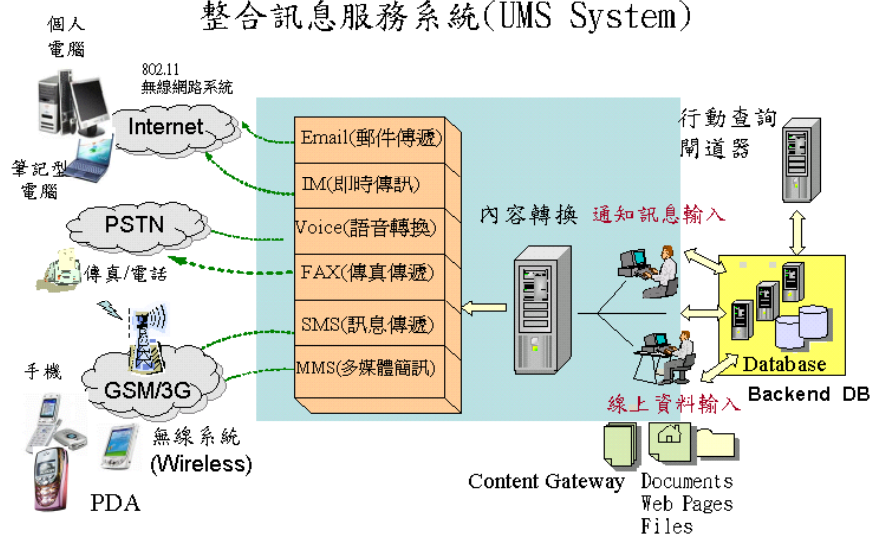 整合訊息服務系統(UMS System)
個人
電腦
802.11
無線網路系統
Internet
筆記型
電腦
PSTN
傳真/電話
GSM/3G
手機
無線系統
(Wireless)
PDA
Email(郵件傳遞)
IM(即時傳訊)
Voice(語音轉換)
FAX(傳真傳遞)
SMS(訊息傳遞)
MMS(多媒體簡訊)
內容轉換
通知訊息輸入
行動查詢
閘道器
Database
Backend DB
線上資料輸入
Content Gateway
Documents
Web Pages
Files